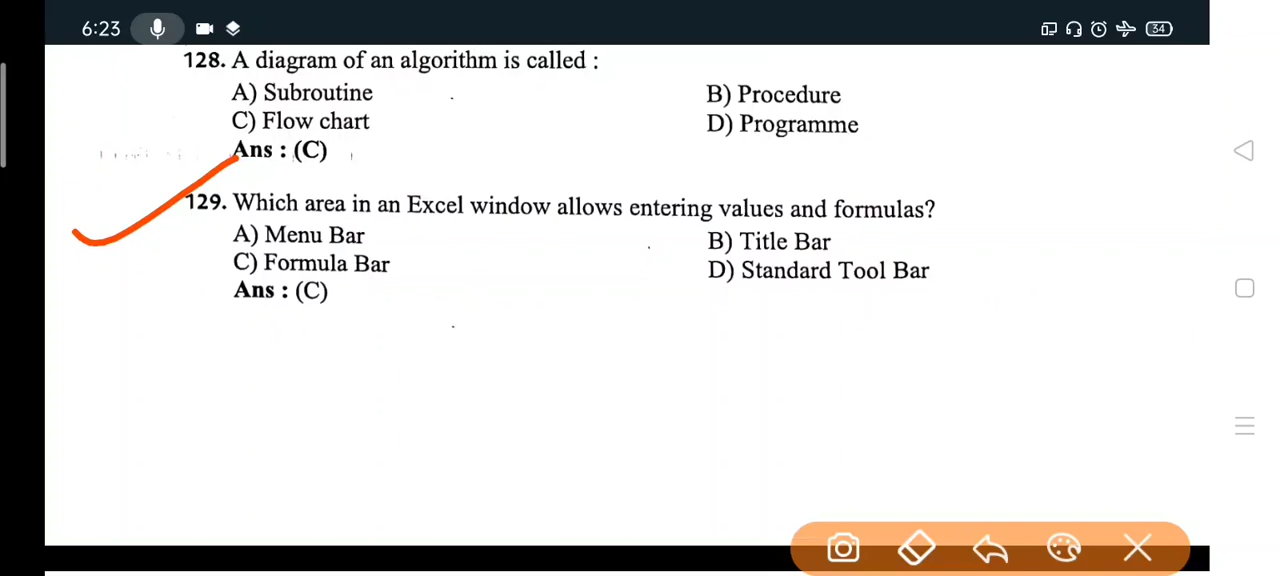 6:23
34
128. A diagram of an algorithm is called :
A) Subroutine
B) Procedure
C) Flow chart
D) Programme
Ans : (C)
129. Which area in an Excel window allows entering values and formulas?
A) Menu Bar
B) Title Bar
C) Formula Bar
D) Standard Tool Bar
Ans : (C)